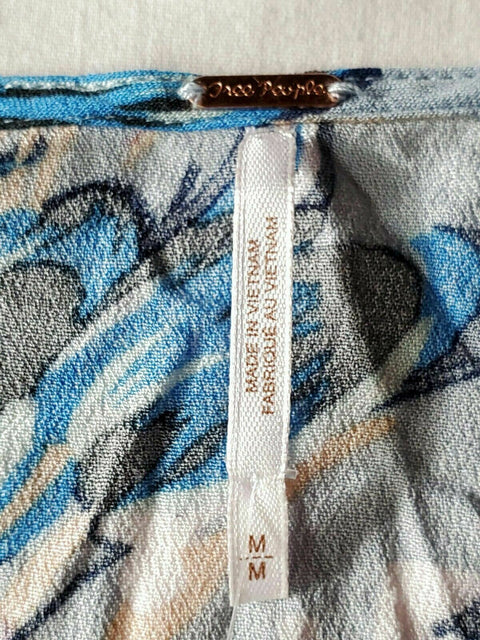 Free People
MADE IN VIETNAM
FABRIQUE AU VIETNAM
M
M